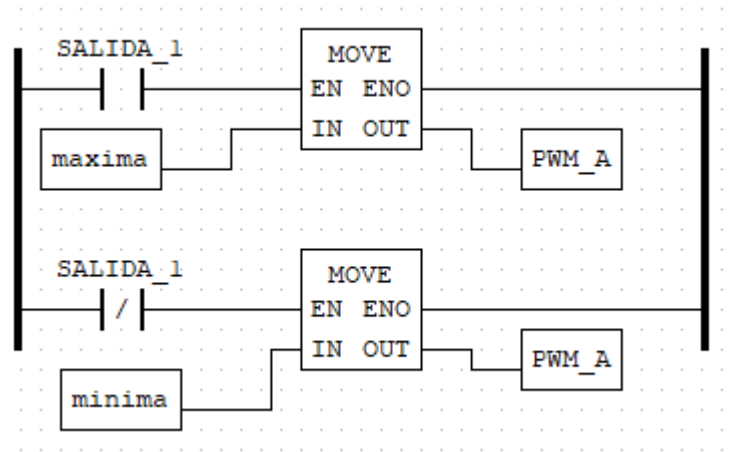 SALIDA_1
MOVE
EN ENO
IN OUT
maxima
PWM_A
SALIDA_1
/
MOVE
EN ENO
IN OUT
PWM_A
minima